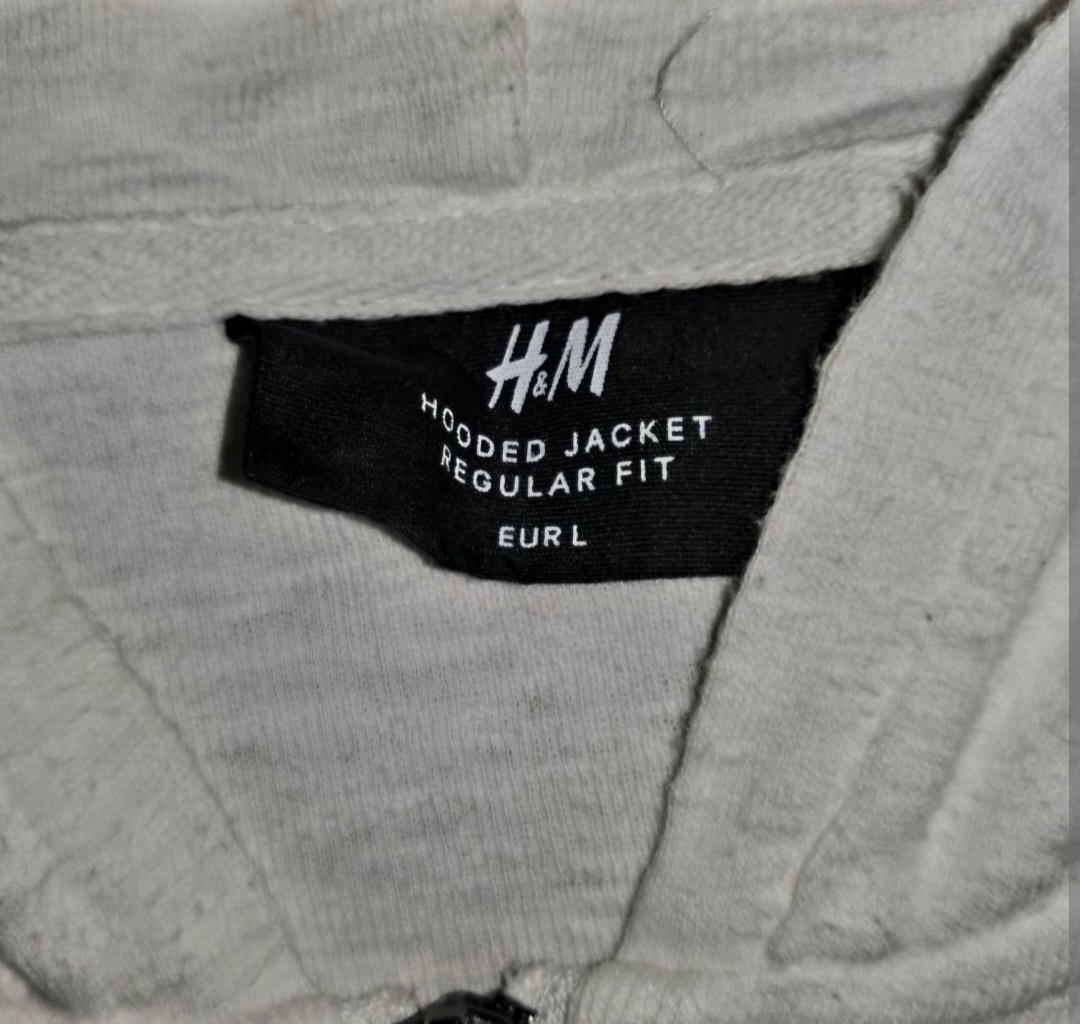 H&M
HOODED JACKET
REGULAR FIT
EUR L